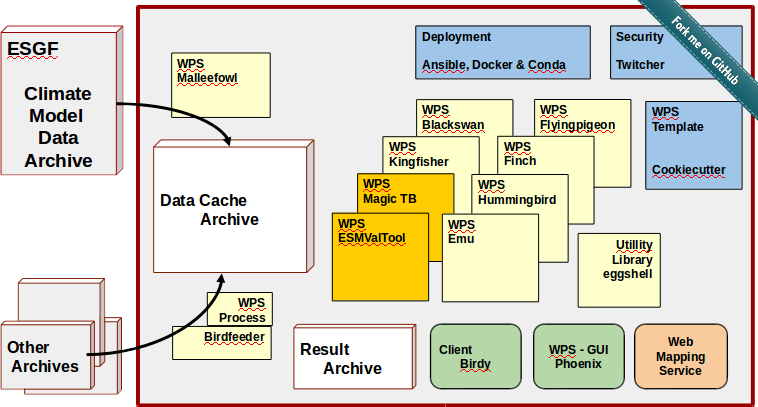 ESGF
Climate
Model
Data
Archive
WPS
Malleefowl
Data Cache
Archive
Deployment
Ansible, Docker & Conda
Security
Twitcher
Fork me on GitHub
WPS
Blackswan
WPS
Flyingpigeon
WPS
Template
Cookiecutter
WPS
Kingfisher
WPS
Finch
WPS
Magic TB
WPS
Hummingbird
WPS
ESMValTool
WPS
Emu
Utillity
Library
eggshell
WPS
Process
Birdfeeder
Other
Archives
Result
Archive
Client
Birdy
WPS - GUI
Phoenix
Web
Mapping
Service